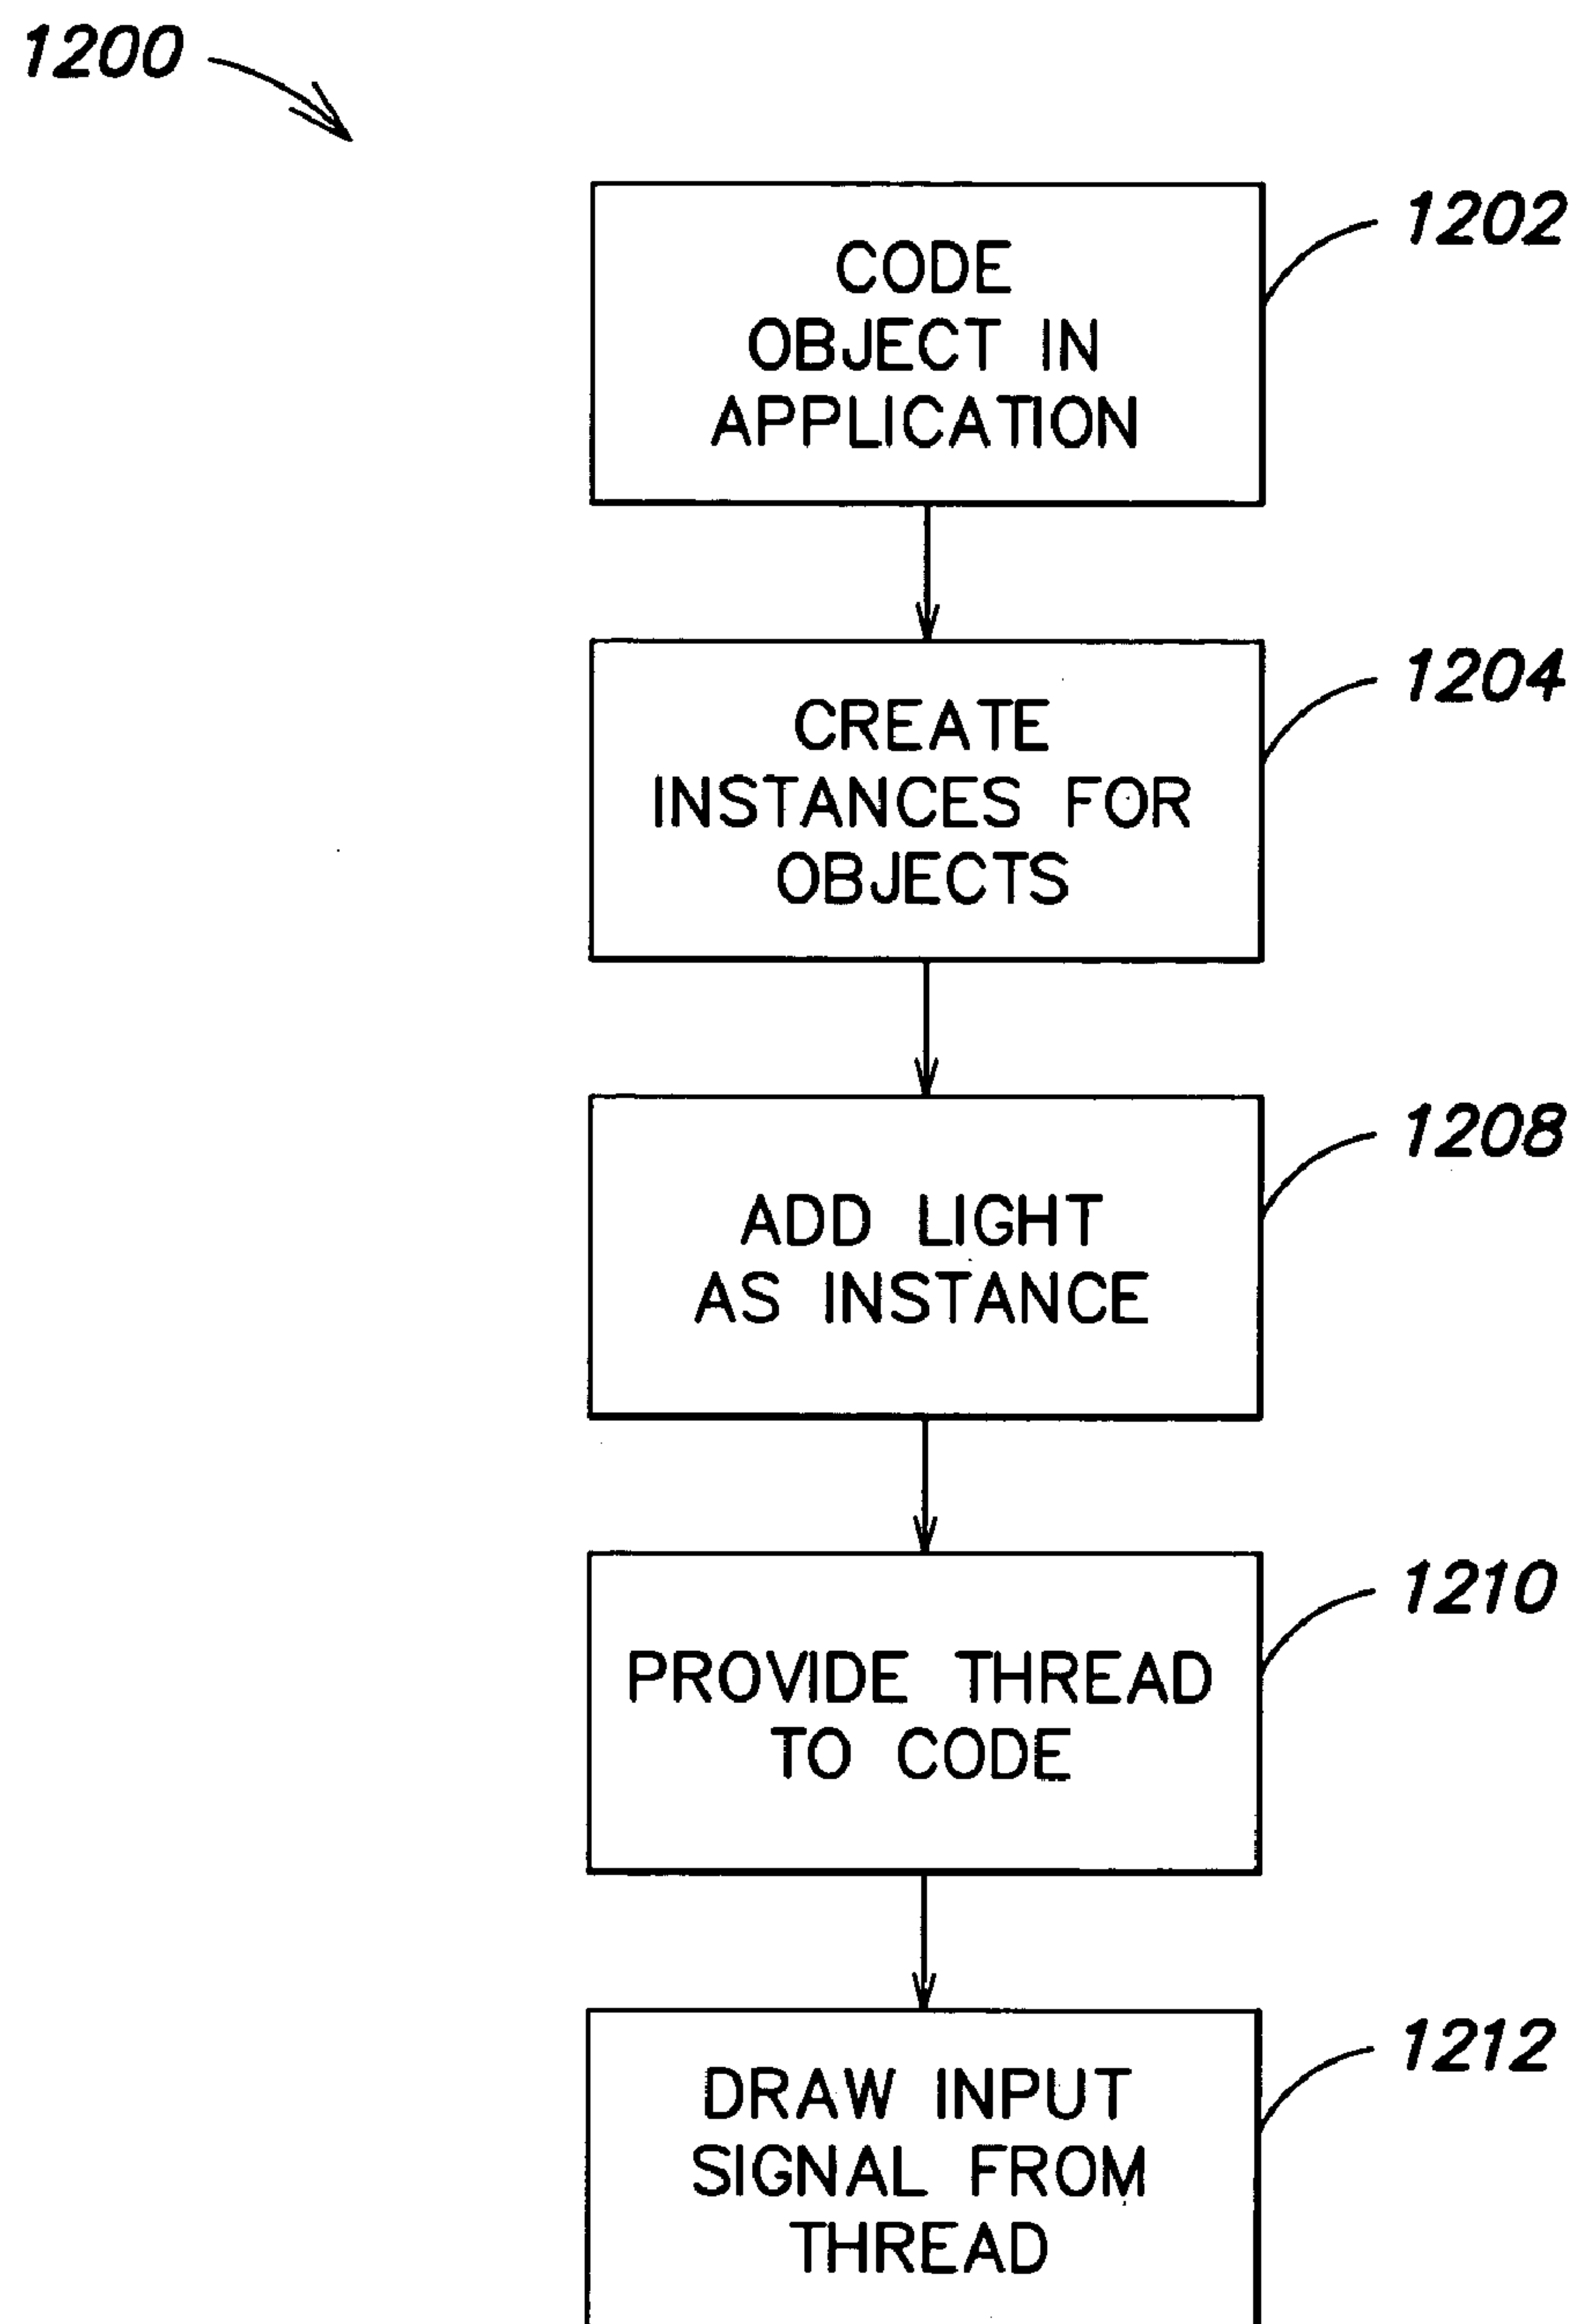 1200
1202
CODE
OBJECT IN
APPLICATION
1204
CREATE
INSTANCES FOR
OBJECTS
1208
ADD LIGHT
AS INSTANCE
1210
PROVIDE THREAD
TO CODE
1212
DRAW INPUT
SIGNAL FROM
THREAD